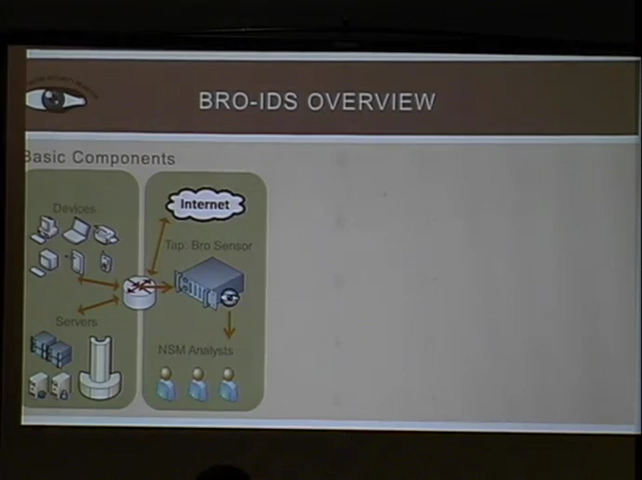 BRO-IDS OVERVIEW
Basic Components
Devices
Internet
Tap: Bro Sensor
Servers
NSM Analysts